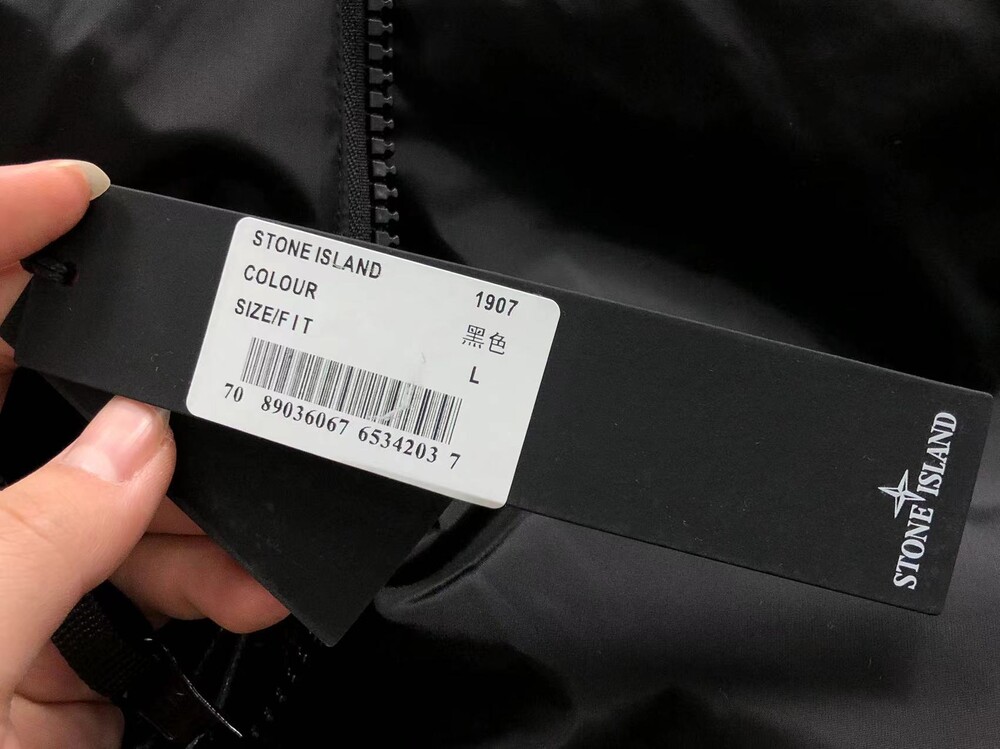 STONE ISLAND
COLOUR 1907
SIZE/FIT 黑色
L
70 89036067 6534203 7
STONE ISLAND